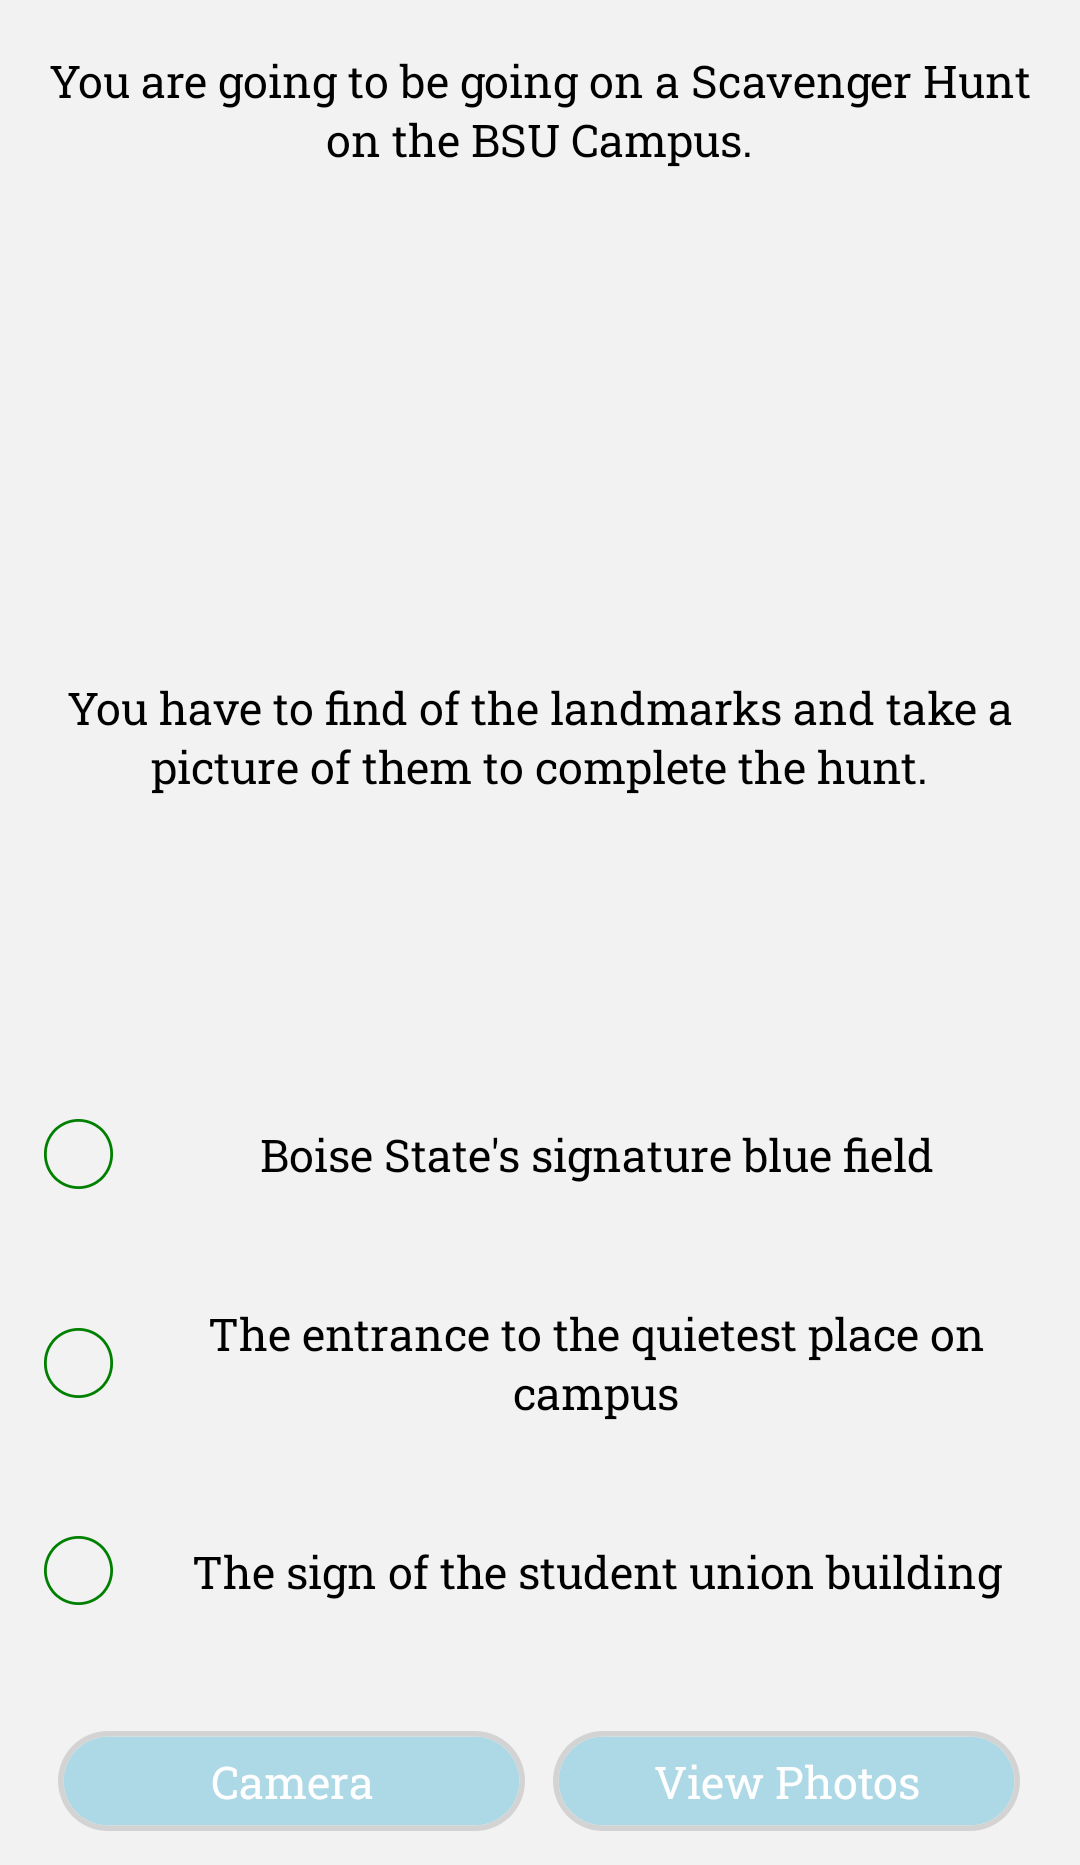 You are going to be going on a Scavenger Hunt
on the BSU Campus.
You have to find of the landmarks and take a
picture of them to complete the hunt.
Boise State's signature blue field
The entrance to the quietest place on
campus
The sign of the student union building
Camera
View Photos